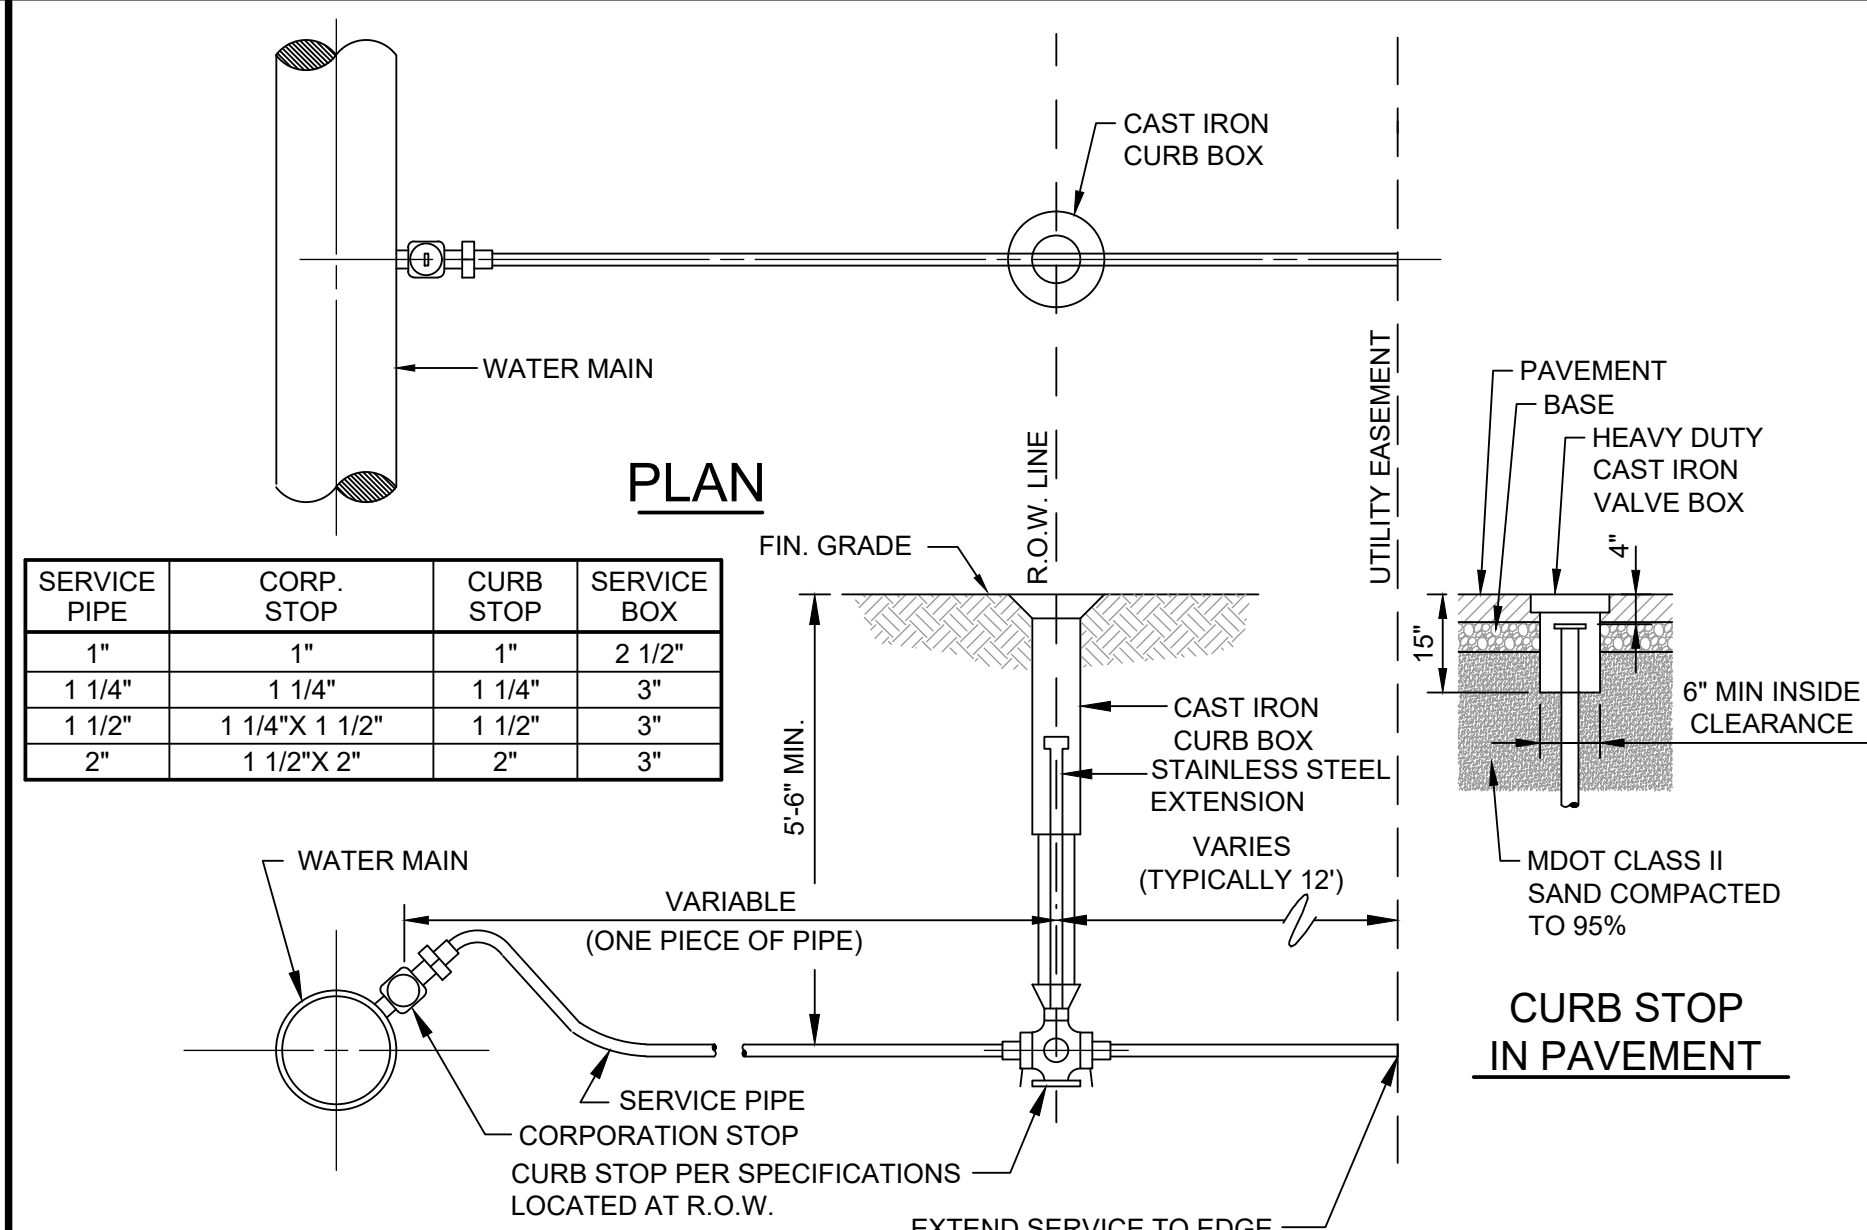 CAST IRON
CURB BOX
WATER MAIN
PLAN
R.O.W. LINE
UTILITY EASEMENT
PAVEMENT
BASE
HEAVY DUTY
CAST IRON
VALVE BOX
4"
15"
6" MIN INSIDE
CLEARANCE
MDOT CLASS II
SAND COMPACTED
TO 95%
CURB STOP
IN PAVEMENT
SERVICE PIPE CORP. STOP CURB STOP SERVICE BOX
1" 1" 1" 2 1/2"
1 1/4" 1 1/4" 1 1/4" 3"
1 1/2" 1 1/4"X 1 1/2" 1 1/2" 3"
2" 1 1/2"X 2" 2" 3"
FIN. GRADE
5'-6" MIN.
CAST IRON
CURB BOX
STAINLESS STEEL
EXTENSION
VARIES
(TYPICALLY 12')
WATER MAIN
VARIABLE
(ONE PIECE OF PIPE)
SERVICE PIPE
CORPORATION STOP
CURB STOP PER SPECIFICATIONS
LOCATED AT R.O.W.
EXTEND SERVICE TO EDGE